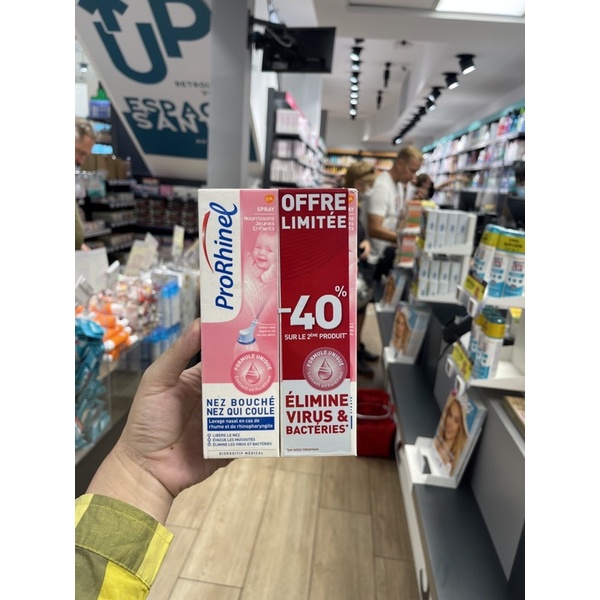 UP
RETROU
ESPAC
SAN
ProRhinel
SPRAY
Nourrissons
Jeunes
Enfants
FORMULE UNIQUE
NEZ BOUCHÉ
NEZ QUI COULE
Lavage nasal en cas de
rhume et de rhinopharyngite
LIBÈRE LE NEZ
ÉVACUE LES MUCOSITÉS
ÉLIMINE LES VIRUS ET BACTÉRIES
DISPOSITIF MÉDICAL
OFFRE
LIMITÉE
-40%
SUR LE 2ÈME PRODUIT*
FORMULE UNIQUE
ÉLIMINE
VIRUS &
BACTÉRIES*